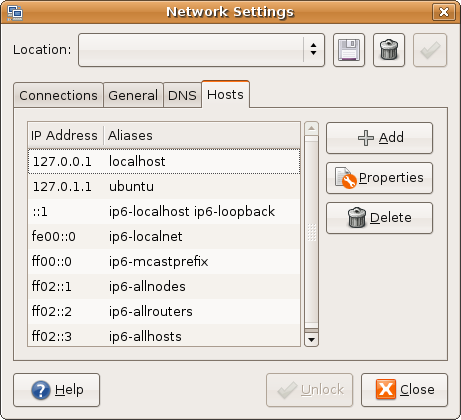 Network Settings
Location:
Connections General DNS Hosts
IP Address Aliases
127.0.0.1 localhost
127.0.1.1 ubuntu
::1 ip6-localhost ip6-loopback
fe00::0 ip6-localnet
ff00::0 ip6-mcastprefix
ff02::1 ip6-allnodes
ff02::2 ip6-allrouters
ff02::3 ip6-allhosts
Add
Properties
Delete
Help Unlock Close